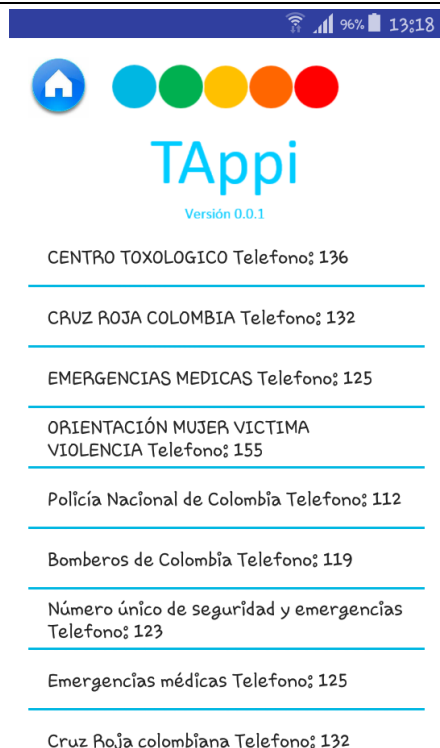 96% 13:18
TAppi
Versión 0.0.1
CENTRO TOXOLOGICO Telefono: 136
CRUZ ROJA COLOMBIA Telefono: 132
EMERGENCIAS MEDICAS Telefono: 125
ORIENTACIÓN MUJER VICTIMA
VIOLENCIA Telefono: 155
Policía Nacional de Colombia Telefono: 112
Bomberos de Colombia Telefono: 119
Número único de seguridad y emergencias
Telefono: 123
Emergencias médicas Telefono: 125
Cruz Roja colombiana Telefono: 132